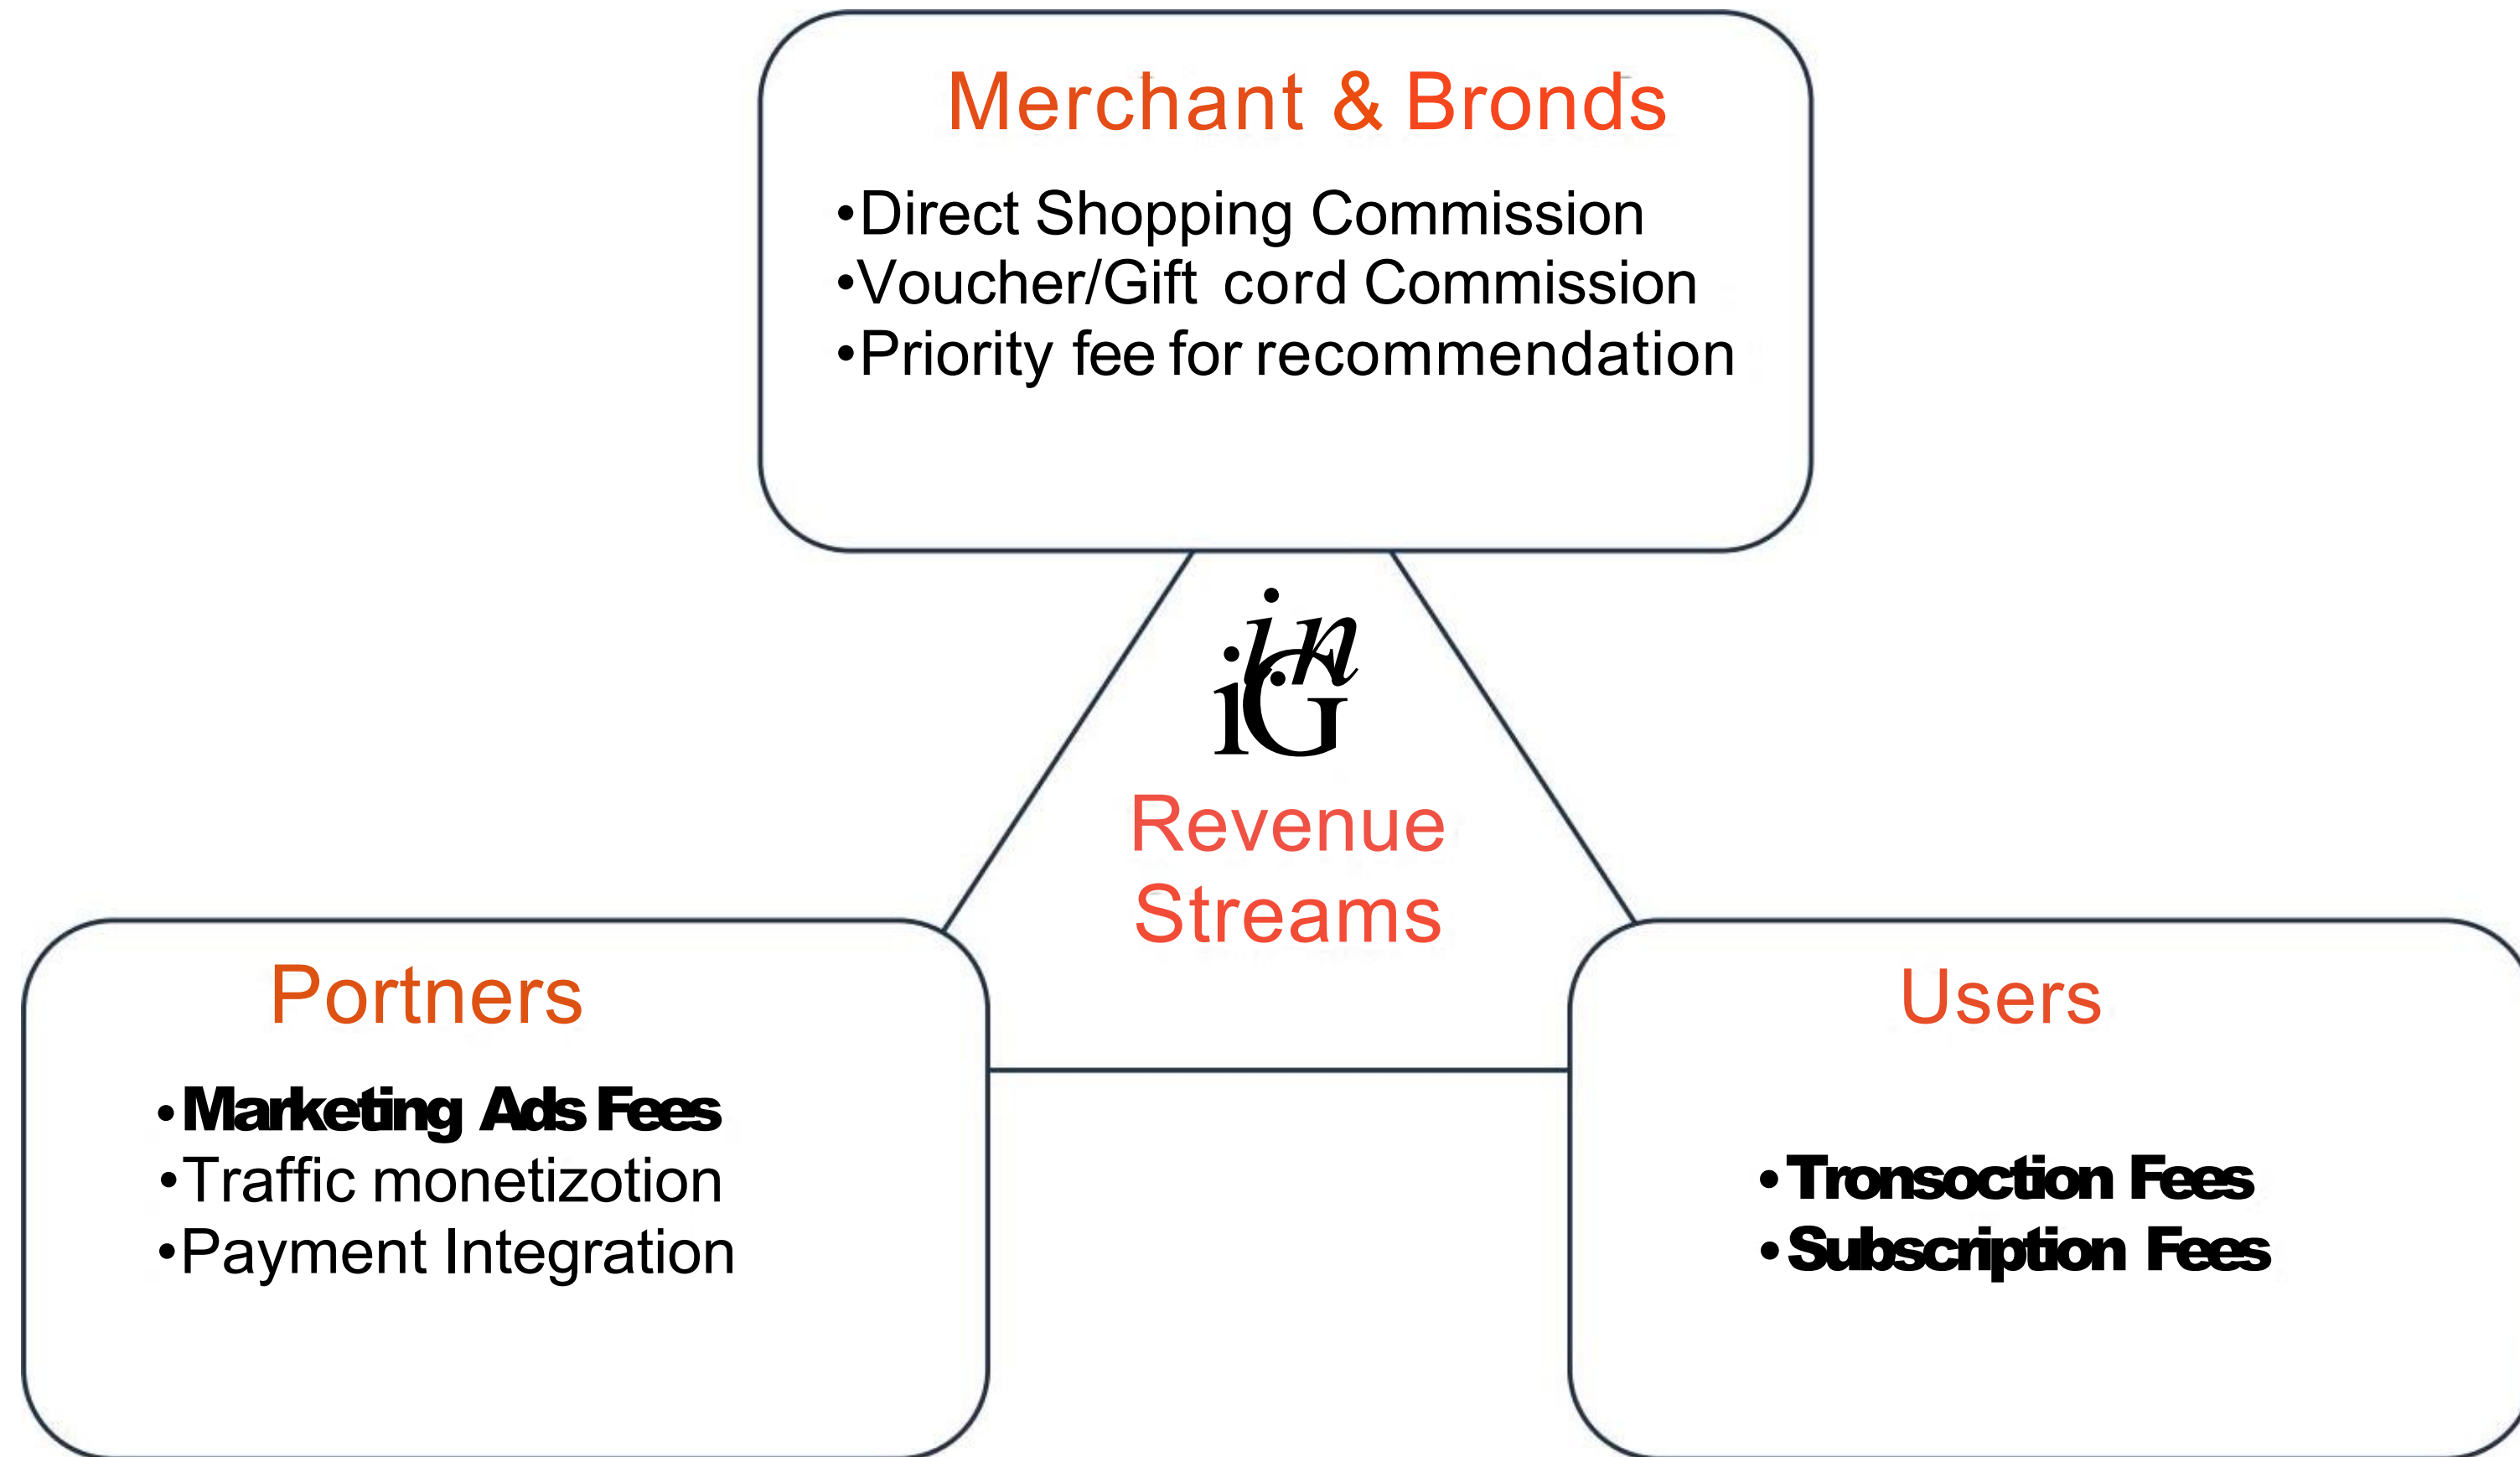 Merchant & Bronds
•Direct Shopping Commission
•Voucher/Gift cord Commission
•Priority fee for recommendation
Revenue
Streams
Portners
•Marketing Ads Fees
•Traffic monetizotion
•Payment Integration
Users
•Tronsoction Fees
•Subscription Fees